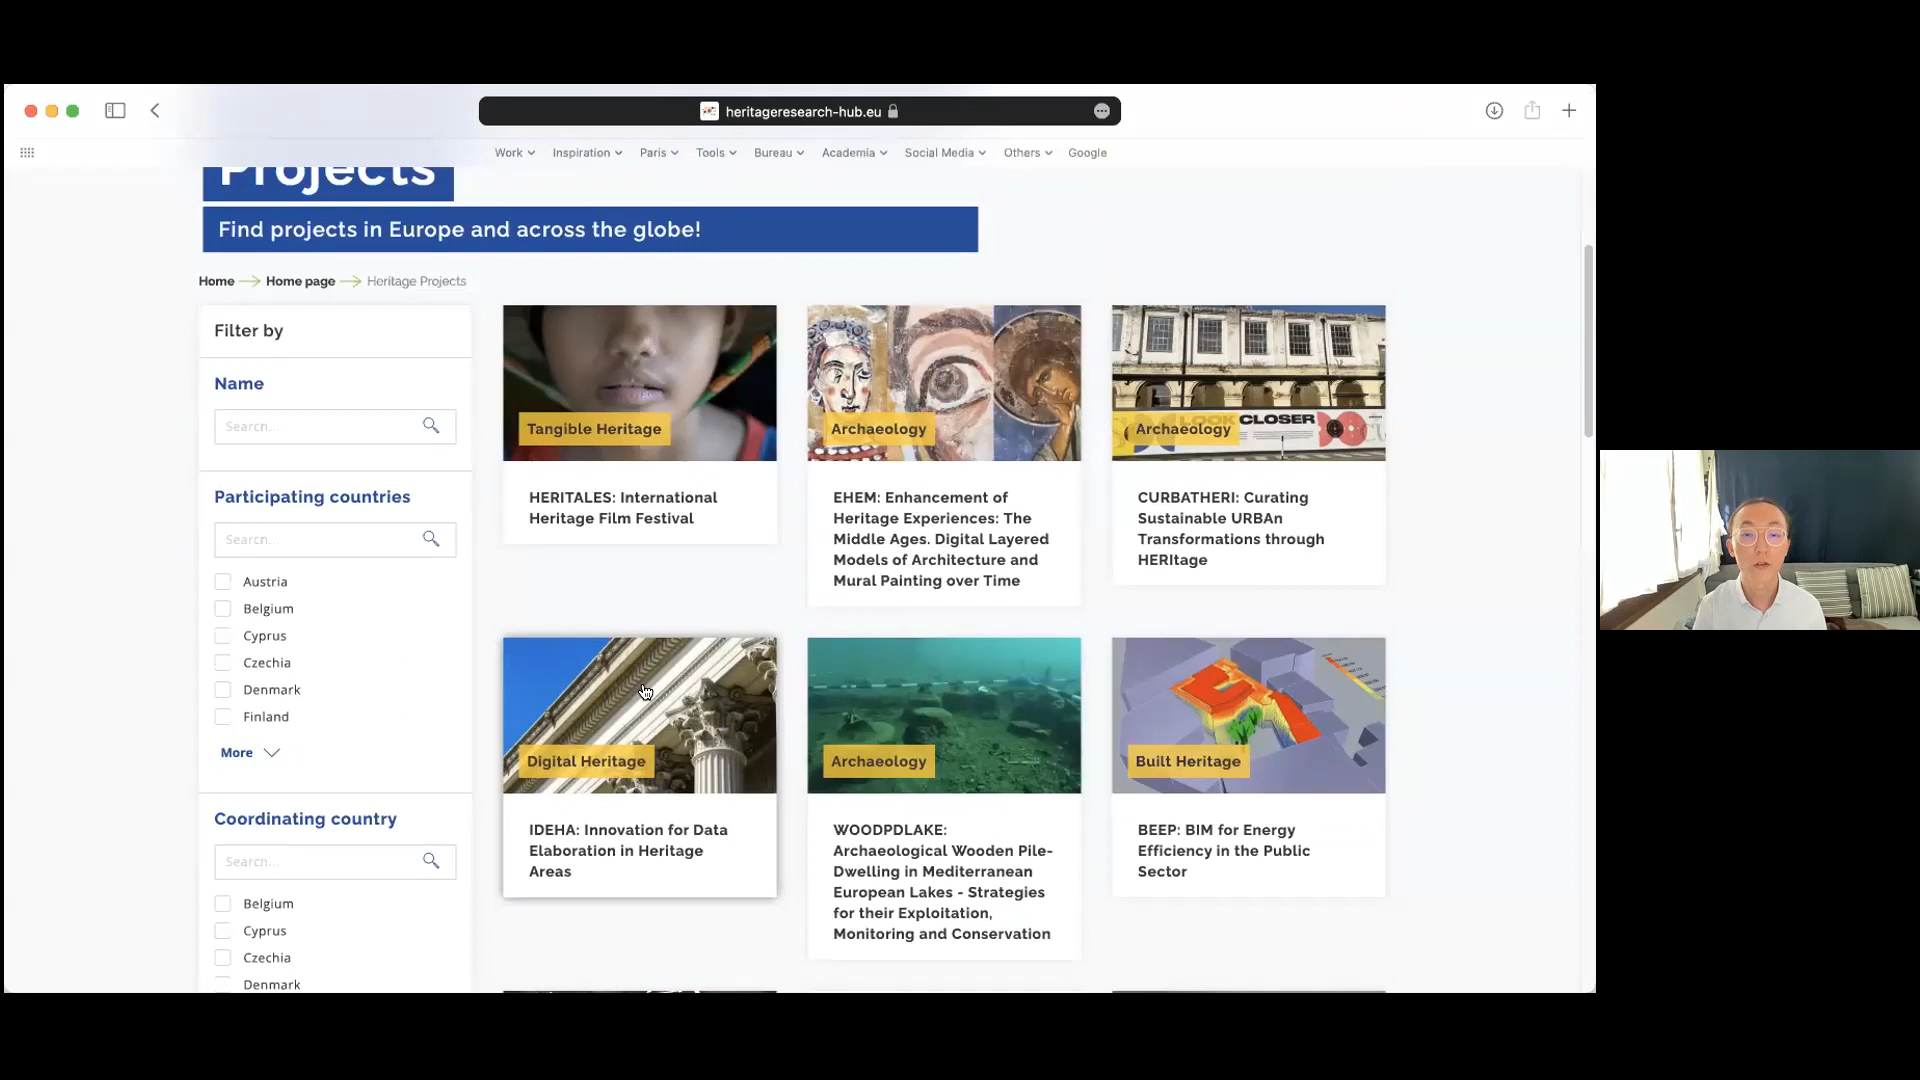 heritageresearch-hub.eu
Work Inspiration Paris Tools Bureau Academia Social Media Others Google
Projects
Find projects in Europe and across the globe!
Home Home page Heritage Projects
Filter by
Name
Search...
Participating countries
Search...
Austria
Belgium
Cyprus
Czechia
Denmark
Finland
More
Coordinating country
Search...
Belgium
Cyprus
Czechia
Denmark
Tangible Heritage
HERITALES: International
Heritage Film Festival
Archaeology
EHEM: Enhancement of
Heritage Experiences: The
Middle Ages. Digital Layered
Models of Architecture and
Mural Painting over Time
LOOK CLOSER
Archaeology
CURBATHERI: Curating
Sustainable URBAn
Transformations through
HERItage
Digital Heritage
IDEHA: Innovation for Data
Elaboration in Heritage
Areas
Archaeology
WOODPDLAKE:
Archaeological Wooden Pile-
Dwelling in Mediterranean
European Lakes - Strategies
for their Exploitation,
Monitoring and Conservation
Built Heritage
BEEP: BIM for Energy
Efficiency in the Public
Sector